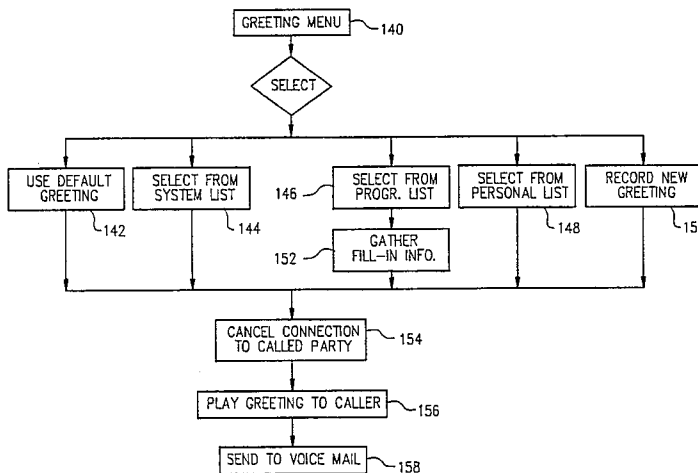 GREETING MENU
140
SELECT
USE DEFAULT
GREETING
142
SELECT FROM
SYSTEM LIST
144
146
SELECT FROM
PROGR. LIST
SELECT FROM
PERSONAL LIST
148
RECORD NEW
GREETING
152
GATHER
FILL-IN INFO.
CANCEL CONNECTION
TO CALLED PARTY
154
PLAY GREETING TO CALLER
156
SEND TO VOICE MAIL
158